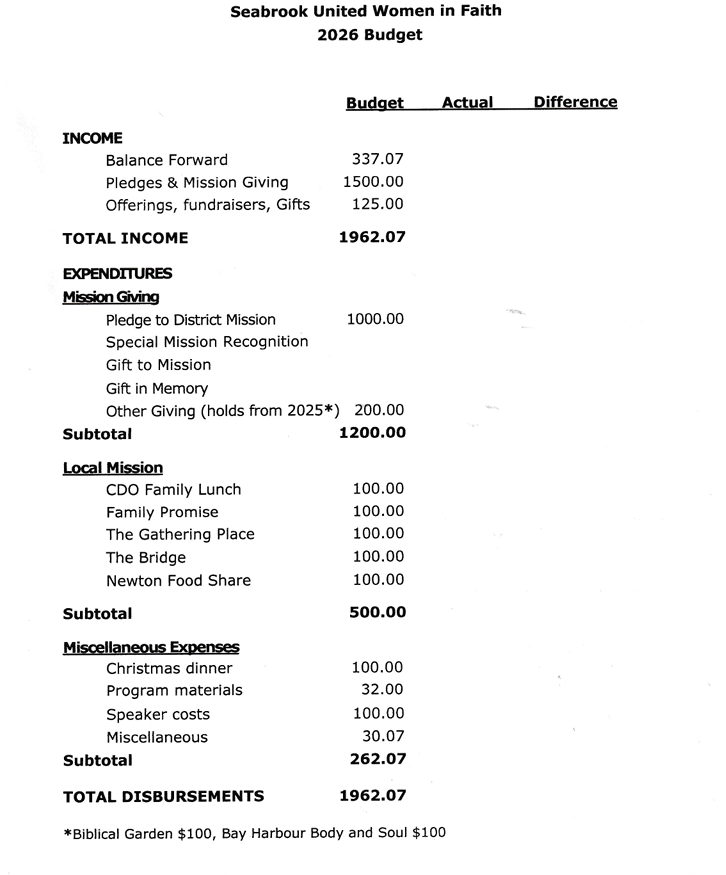 Seabrook United Women in Faith
2026 Budget
Budget Actual Difference
INCOME
Balance Forward 337.07
Pledges & Mission Giving 1500.00
Offerings, fundraisers, Gifts 125.00
TOTAL INCOME 1962.07
EXPENDITURES
Mission Giving
Pledge to District Mission 1000.00
Special Mission Recognition
Gift to Mission
Gift in Memory
Other Giving (holds from 2025*) 200.00
Subtotal 1200.00
Local Mission
CDO Family Lunch 100.00
Family Promise 100.00
The Gathering Place 100.00
The Bridge 100.00
Newton Food Share 100.00
Subtotal 500.00
Miscellaneous Expenses
Christmas dinner 100.00
Program materials 32.00
Speaker costs 100.00
Miscellaneous 30.07
Subtotal 262.07
TOTAL DISBURSEMENTS 1962.07
*Biblical Garden $100, Bay Harbour Body and Soul $100